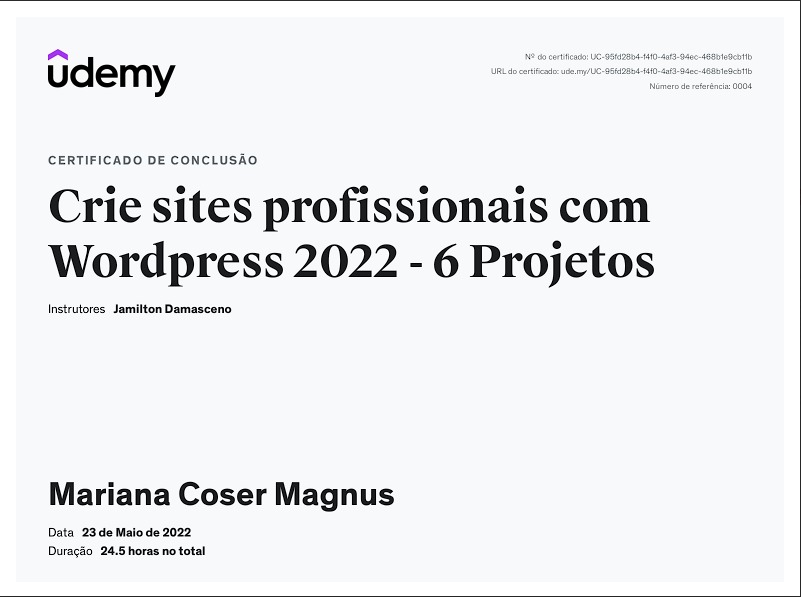 udemy
Nº do certificado: UC-95fd28b4-f4f0-4af3-94ec-468b1e9cb11b
URL do certificado: ude.my/UC-95fd28b4-f4f0-4af3-94ec-468b1e9cb11b
Número de referência: 0004
CERTIFICADO DE CONCLUSÃO
Crie sites profissionais com
Wordpress 2022 - 6 Projetos
Instrutores Jamilton Damasceno
Mariana Coser Magnus
Data 23 de Maio de 2022
Duração 24.5 horas no total